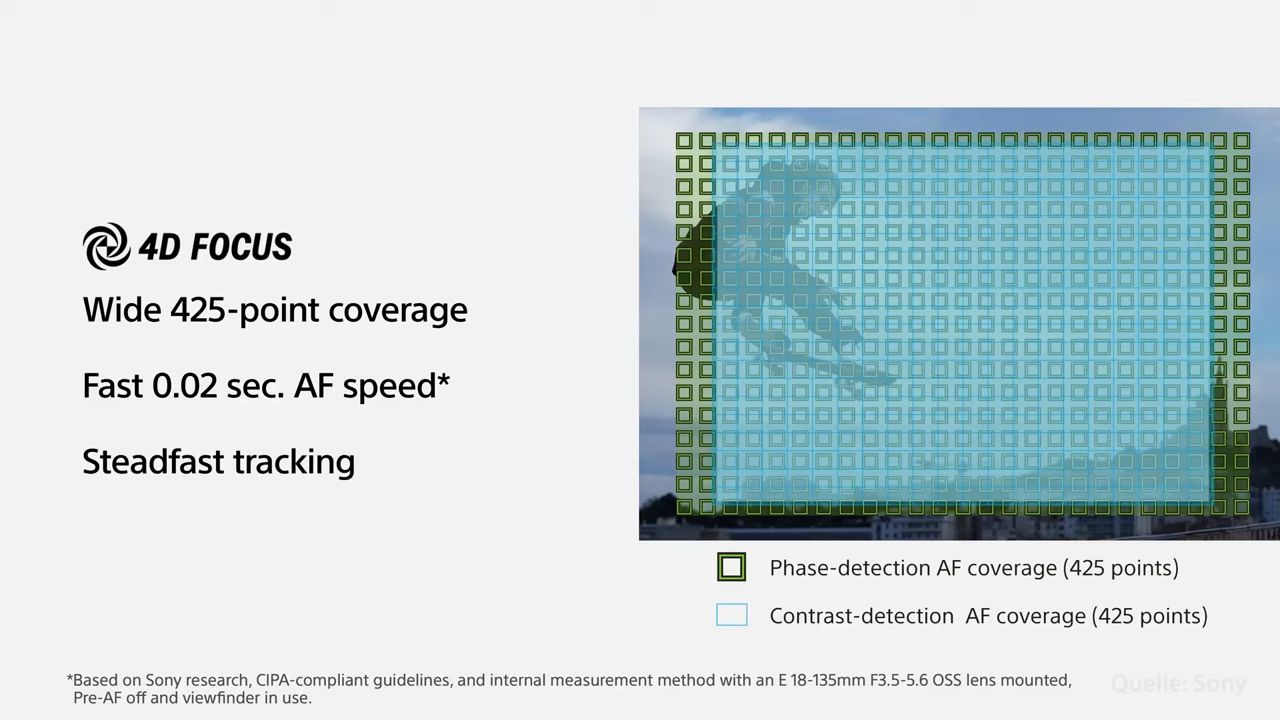 4D FOCUS
Wide 425-point coverage
Fast 0.02 sec. AF speed*
Steadfast tracking
Phase-detection AF coverage (425 points)
Contrast-detection AF coverage (425 points)
*Based on Sony research, CIPA-compliant guidelines, and internal measurement method with an E 18-135mm F3.5-5.6 OSS lens mounted,
Pre-AF off and viewfinder in use.
Quelle: Sony